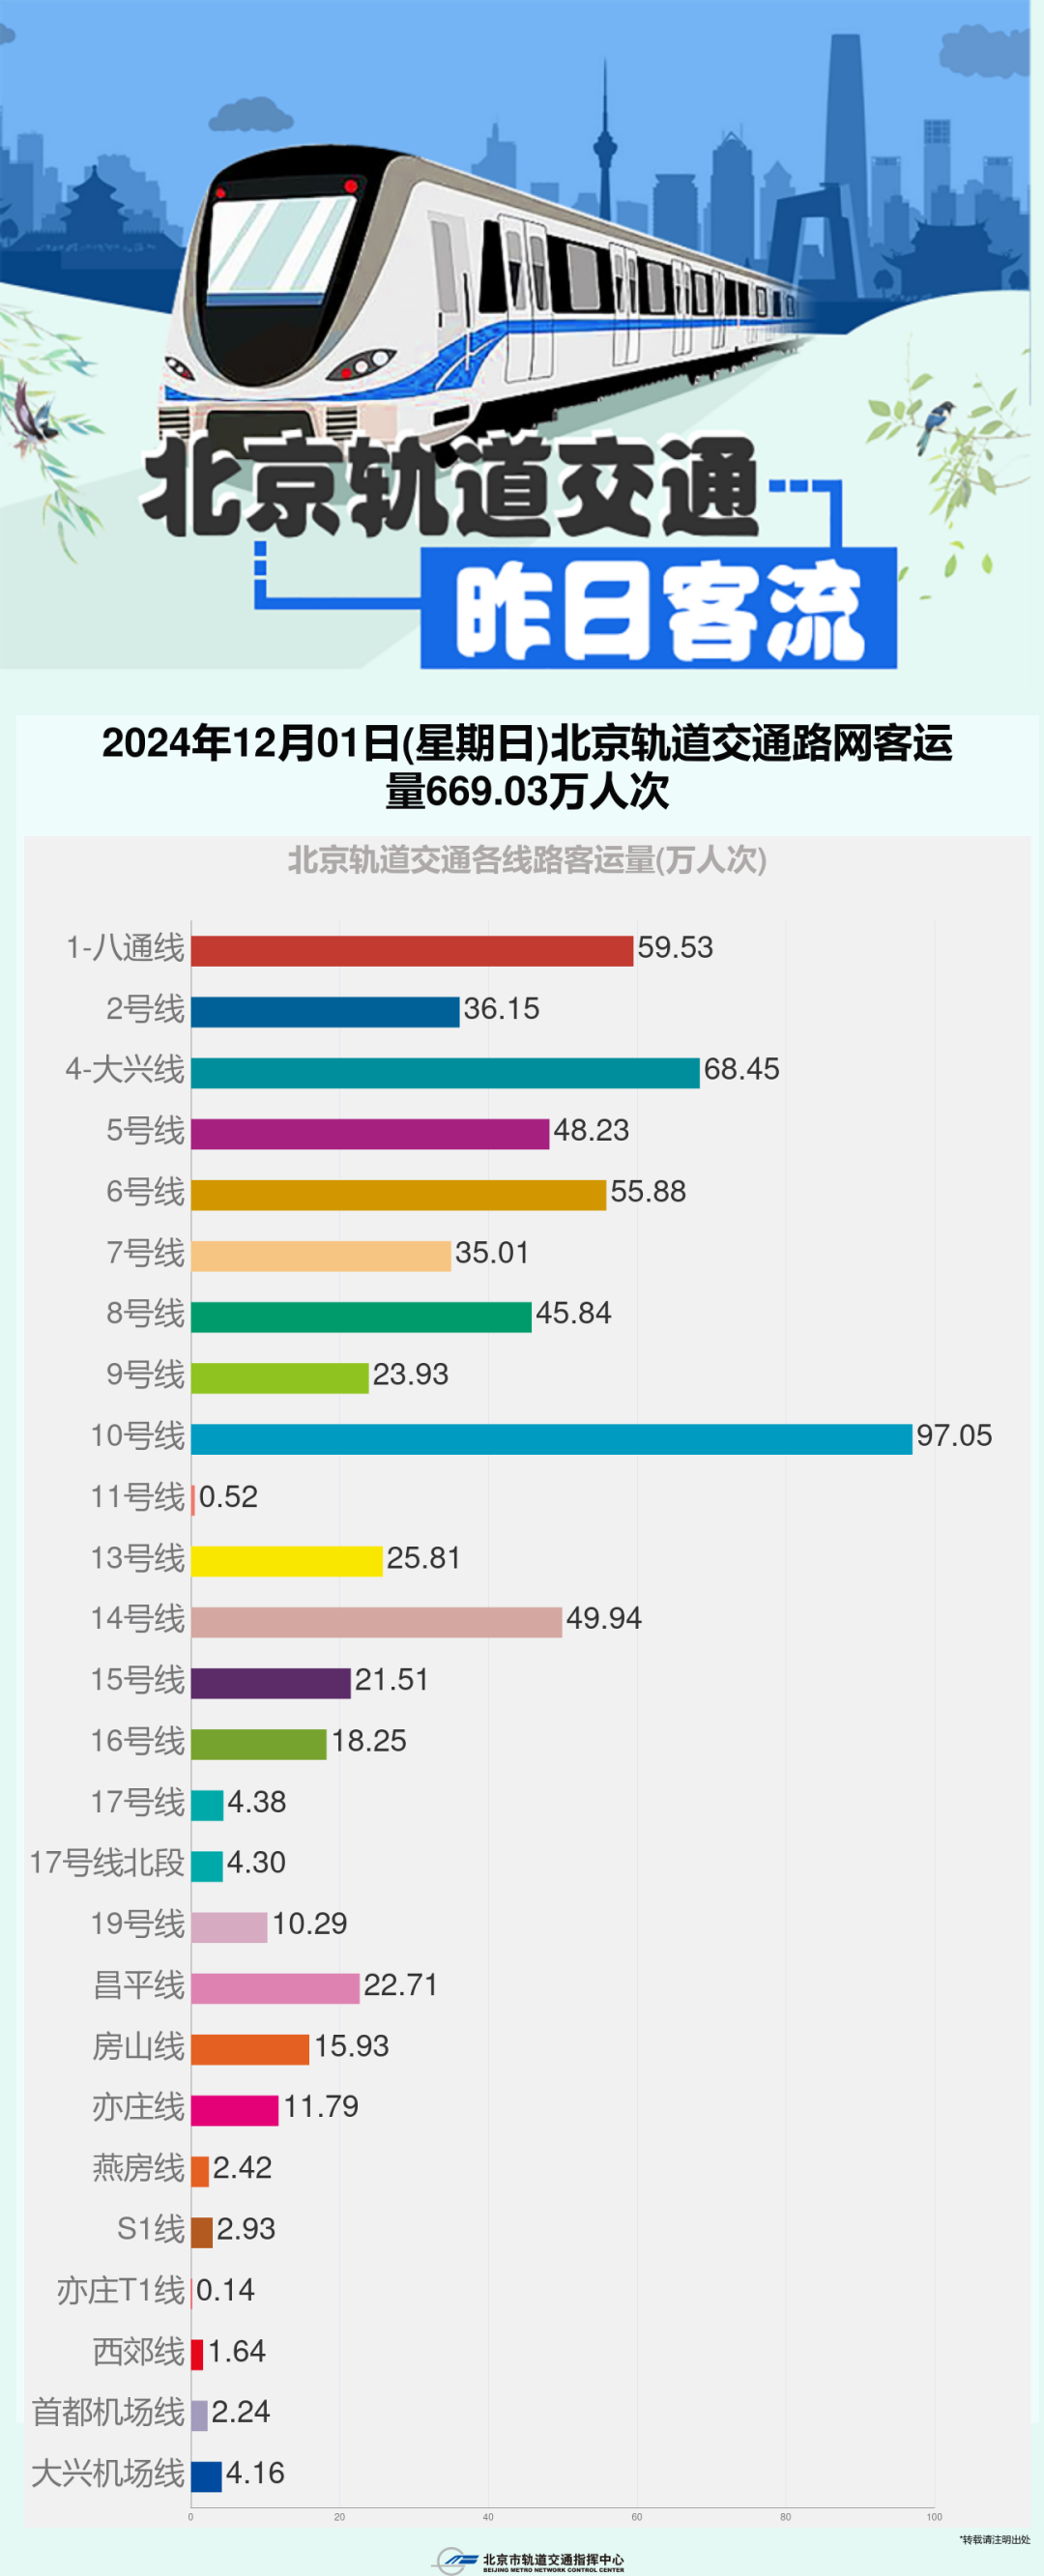 北京轨道交通
昨日客流
2024年12月01日(星期日)北京轨道交通路网客运
量669.03万人次
北京轨道交通各线路客运量(万人次)
1-八通线 59.53
2号线 36.15
4-大兴线 68.45
5号线 48.23
6号线 55.88
7号线 35.01
8号线 45.84
9号线 23.93
10号线 97.05
11号线 0.52
13号线 25.81
14号线 49.94
15号线 21.51
16号线 18.25
17号线 4.38
17号线北段 4.30
19号线 10.29
昌平线 22.71
房山线 15.93
亦庄线 11.79
燕房线 2.42
S1线 2.93
亦庄T1线 0.14
西郊线 1.64
首都机场线 2.24
大兴机场线 4.16
0 20 40 60 80 100
*转载请注明出处
北京市轨道交通指挥中心
BEIJING METRO NETWORK CONTROL CENTER